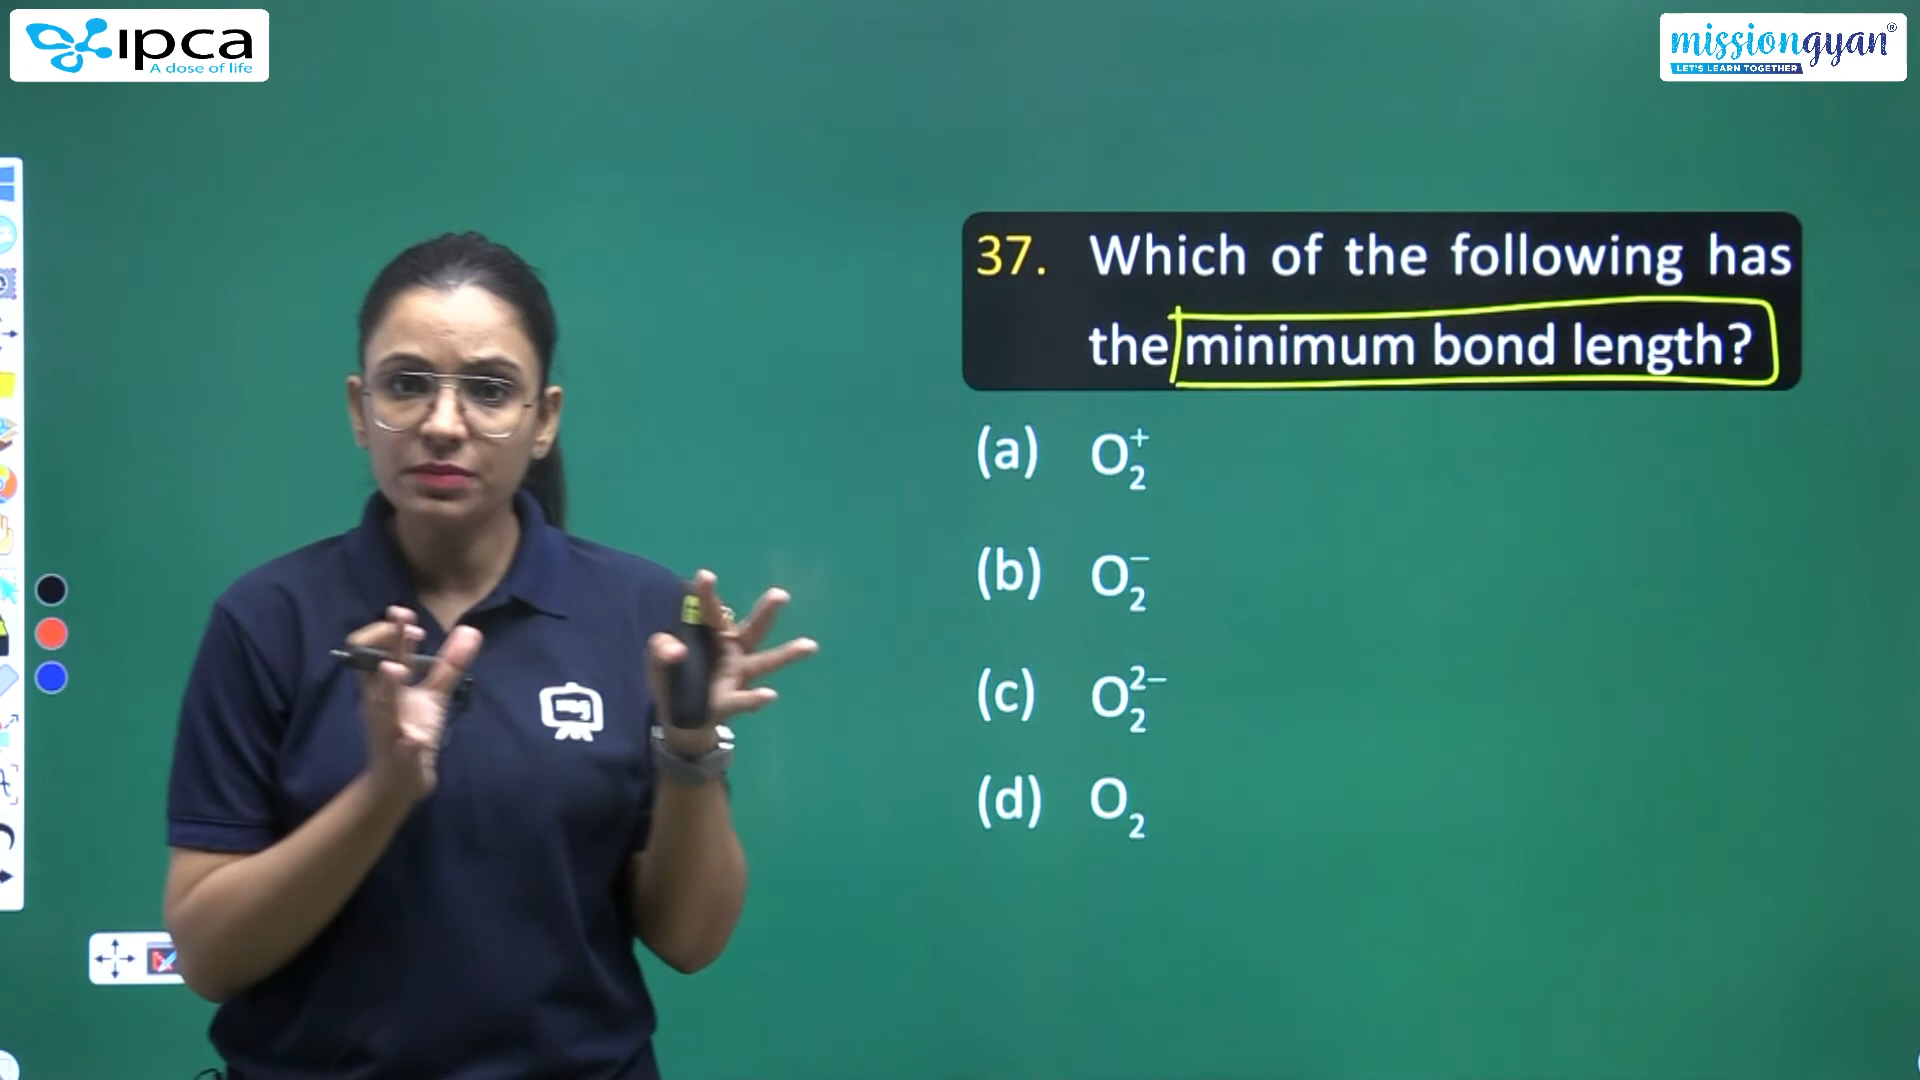 ipca
A dose of life
missiongyan®
LET'S LEARN TOGETHER
37. Which of the following has
the minimum bond length?
(a) O₂⁺
(b) O₂⁻
(c) O₂²⁻
(d) O₂